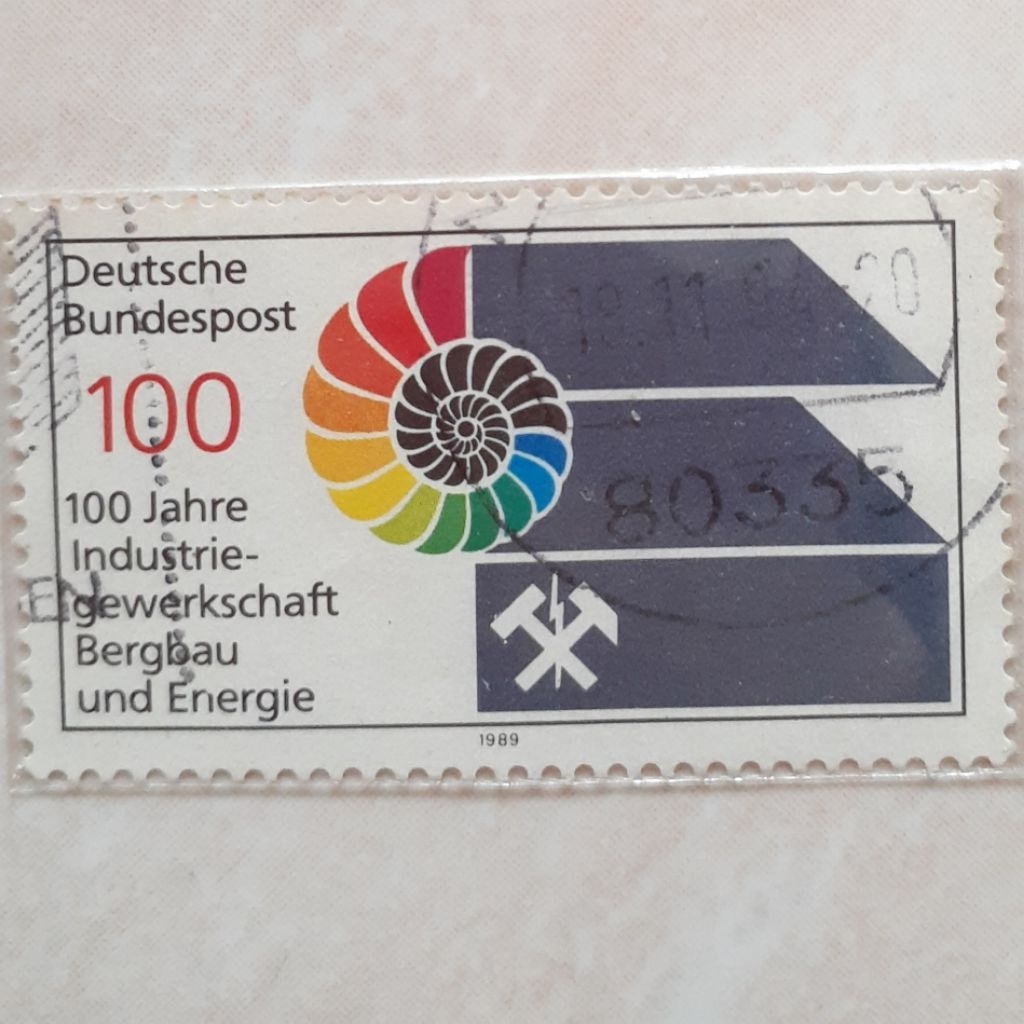 Deutsche
Bundespost
100
100 Jahre
Industrie-
gewerkschaft
Bergbau
und Energie
1989
80335